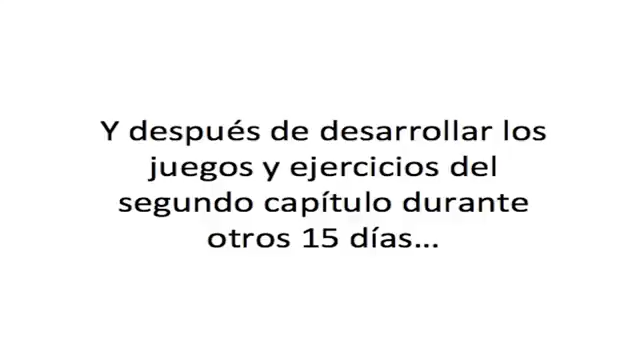 Y después de desarrollar los
juegos y ejercicios del
segundo capítulo durante
otros 15 días...